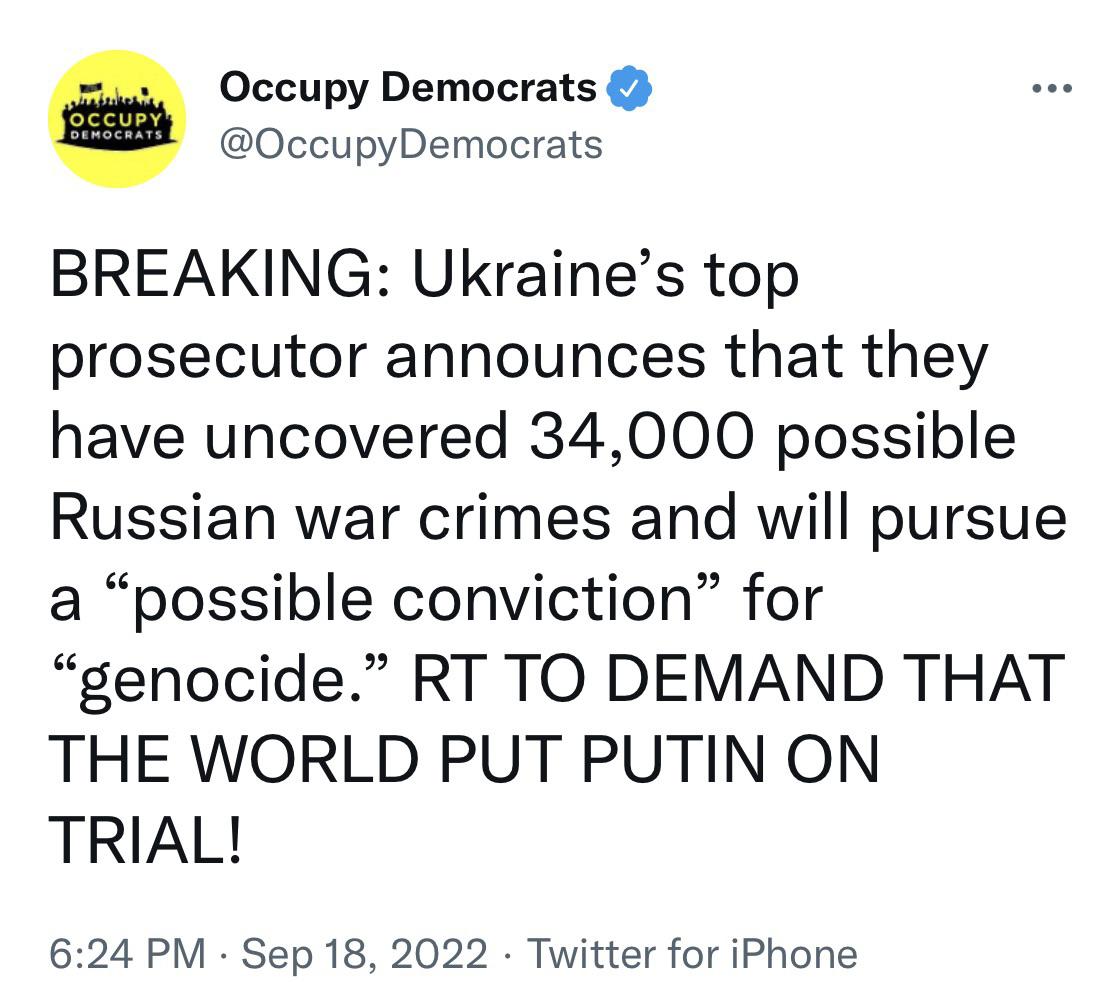 OCCUPY
DEMOCRATS
Occupy Democrats
@OccupyDemocrats
BREAKING: Ukraine’s top
prosecutor announces that they
have uncovered 34,000 possible
Russian war crimes and will pursue
a “possible conviction” for
“genocide.” RT TO DEMAND THAT
THE WORLD PUT PUTIN ON
TRIAL!
6:24 PM · Sep 18, 2022 · Twitter for iPhone